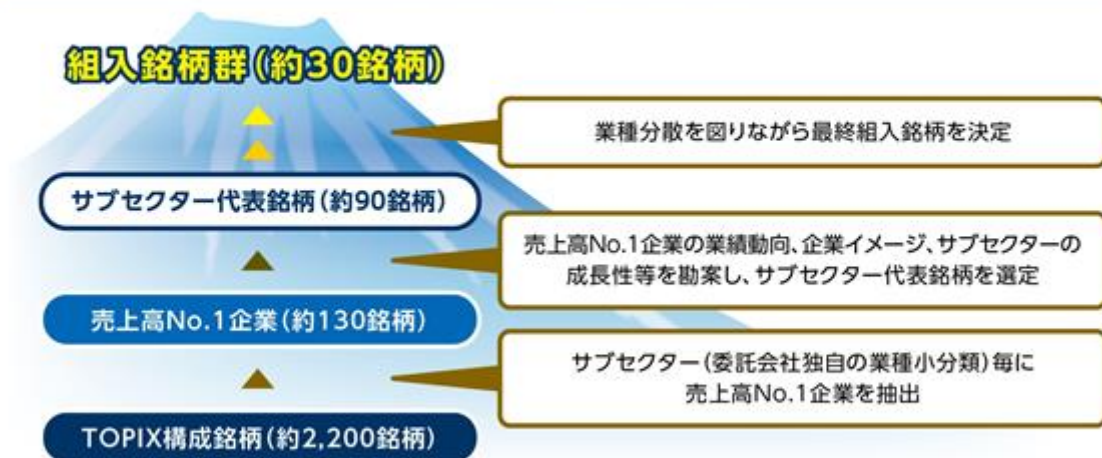 組入銘柄群(約30銘柄)
業種分散を図りながら最終組入銘柄を決定
サブセクター代表銘柄(約90銘柄)
売上高No.1企業の業績動向、企業イメージ、サブセクターの
成長性等を勘案し、サブセクター代表銘柄を選定
売上高No.1企業(約130銘柄)
サブセクター(委託会社独自の業種小分類)毎に
売上高No.1企業を抽出
TOPIX構成銘柄(約2,200銘柄)